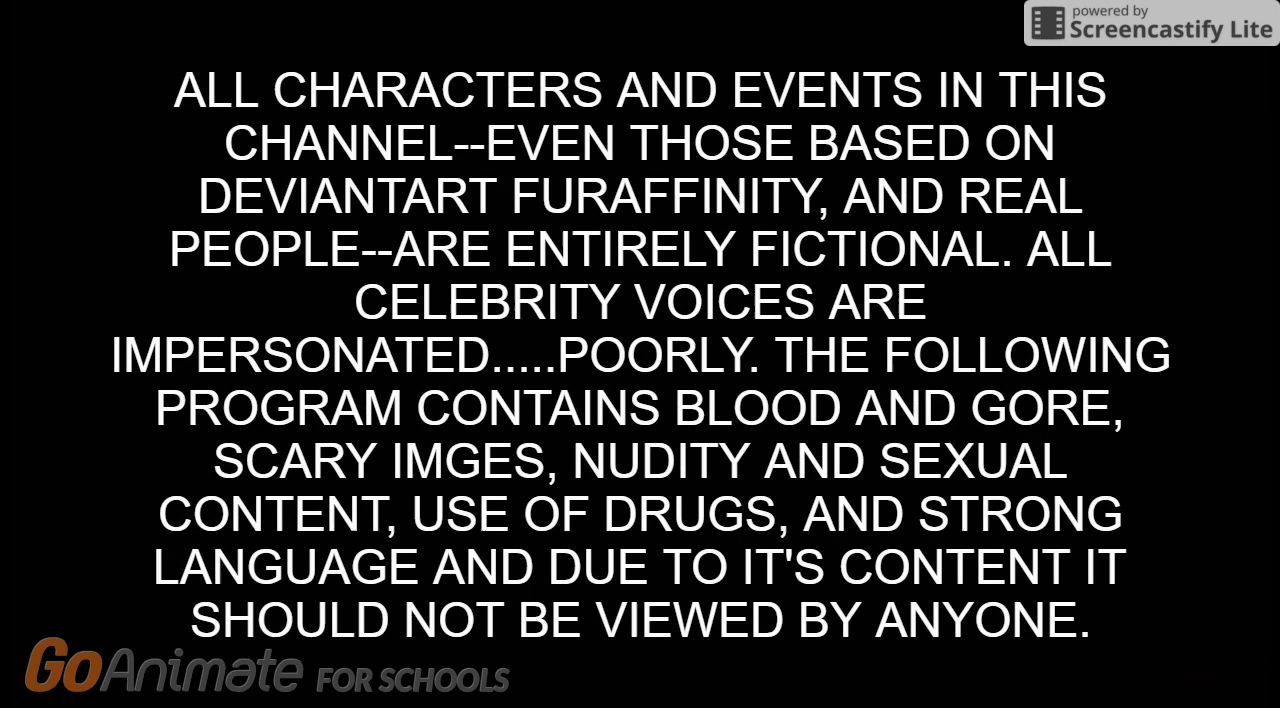 powered by
Screencastify Lite
ALL CHARACTERS AND EVENTS IN THIS
CHANNEL--EVEN THOSE BASED ON
DEVIANTART FURAFFINITY, AND REAL
PEOPLE--ARE ENTIRELY FICTIONAL. ALL
CELEBRITY VOICES ARE
IMPERSONATED.....POORLY. THE FOLLOWING
PROGRAM CONTAINS BLOOD AND GORE,
SCARY IMGES, NUDITY AND SEXUAL
CONTENT, USE OF DRUGS, AND STRONG
LANGUAGE AND DUE TO IT'S CONTENT IT
SHOULD NOT BE VIEWED BY ANYONE.
GoAnimate FOR SCHOOLS